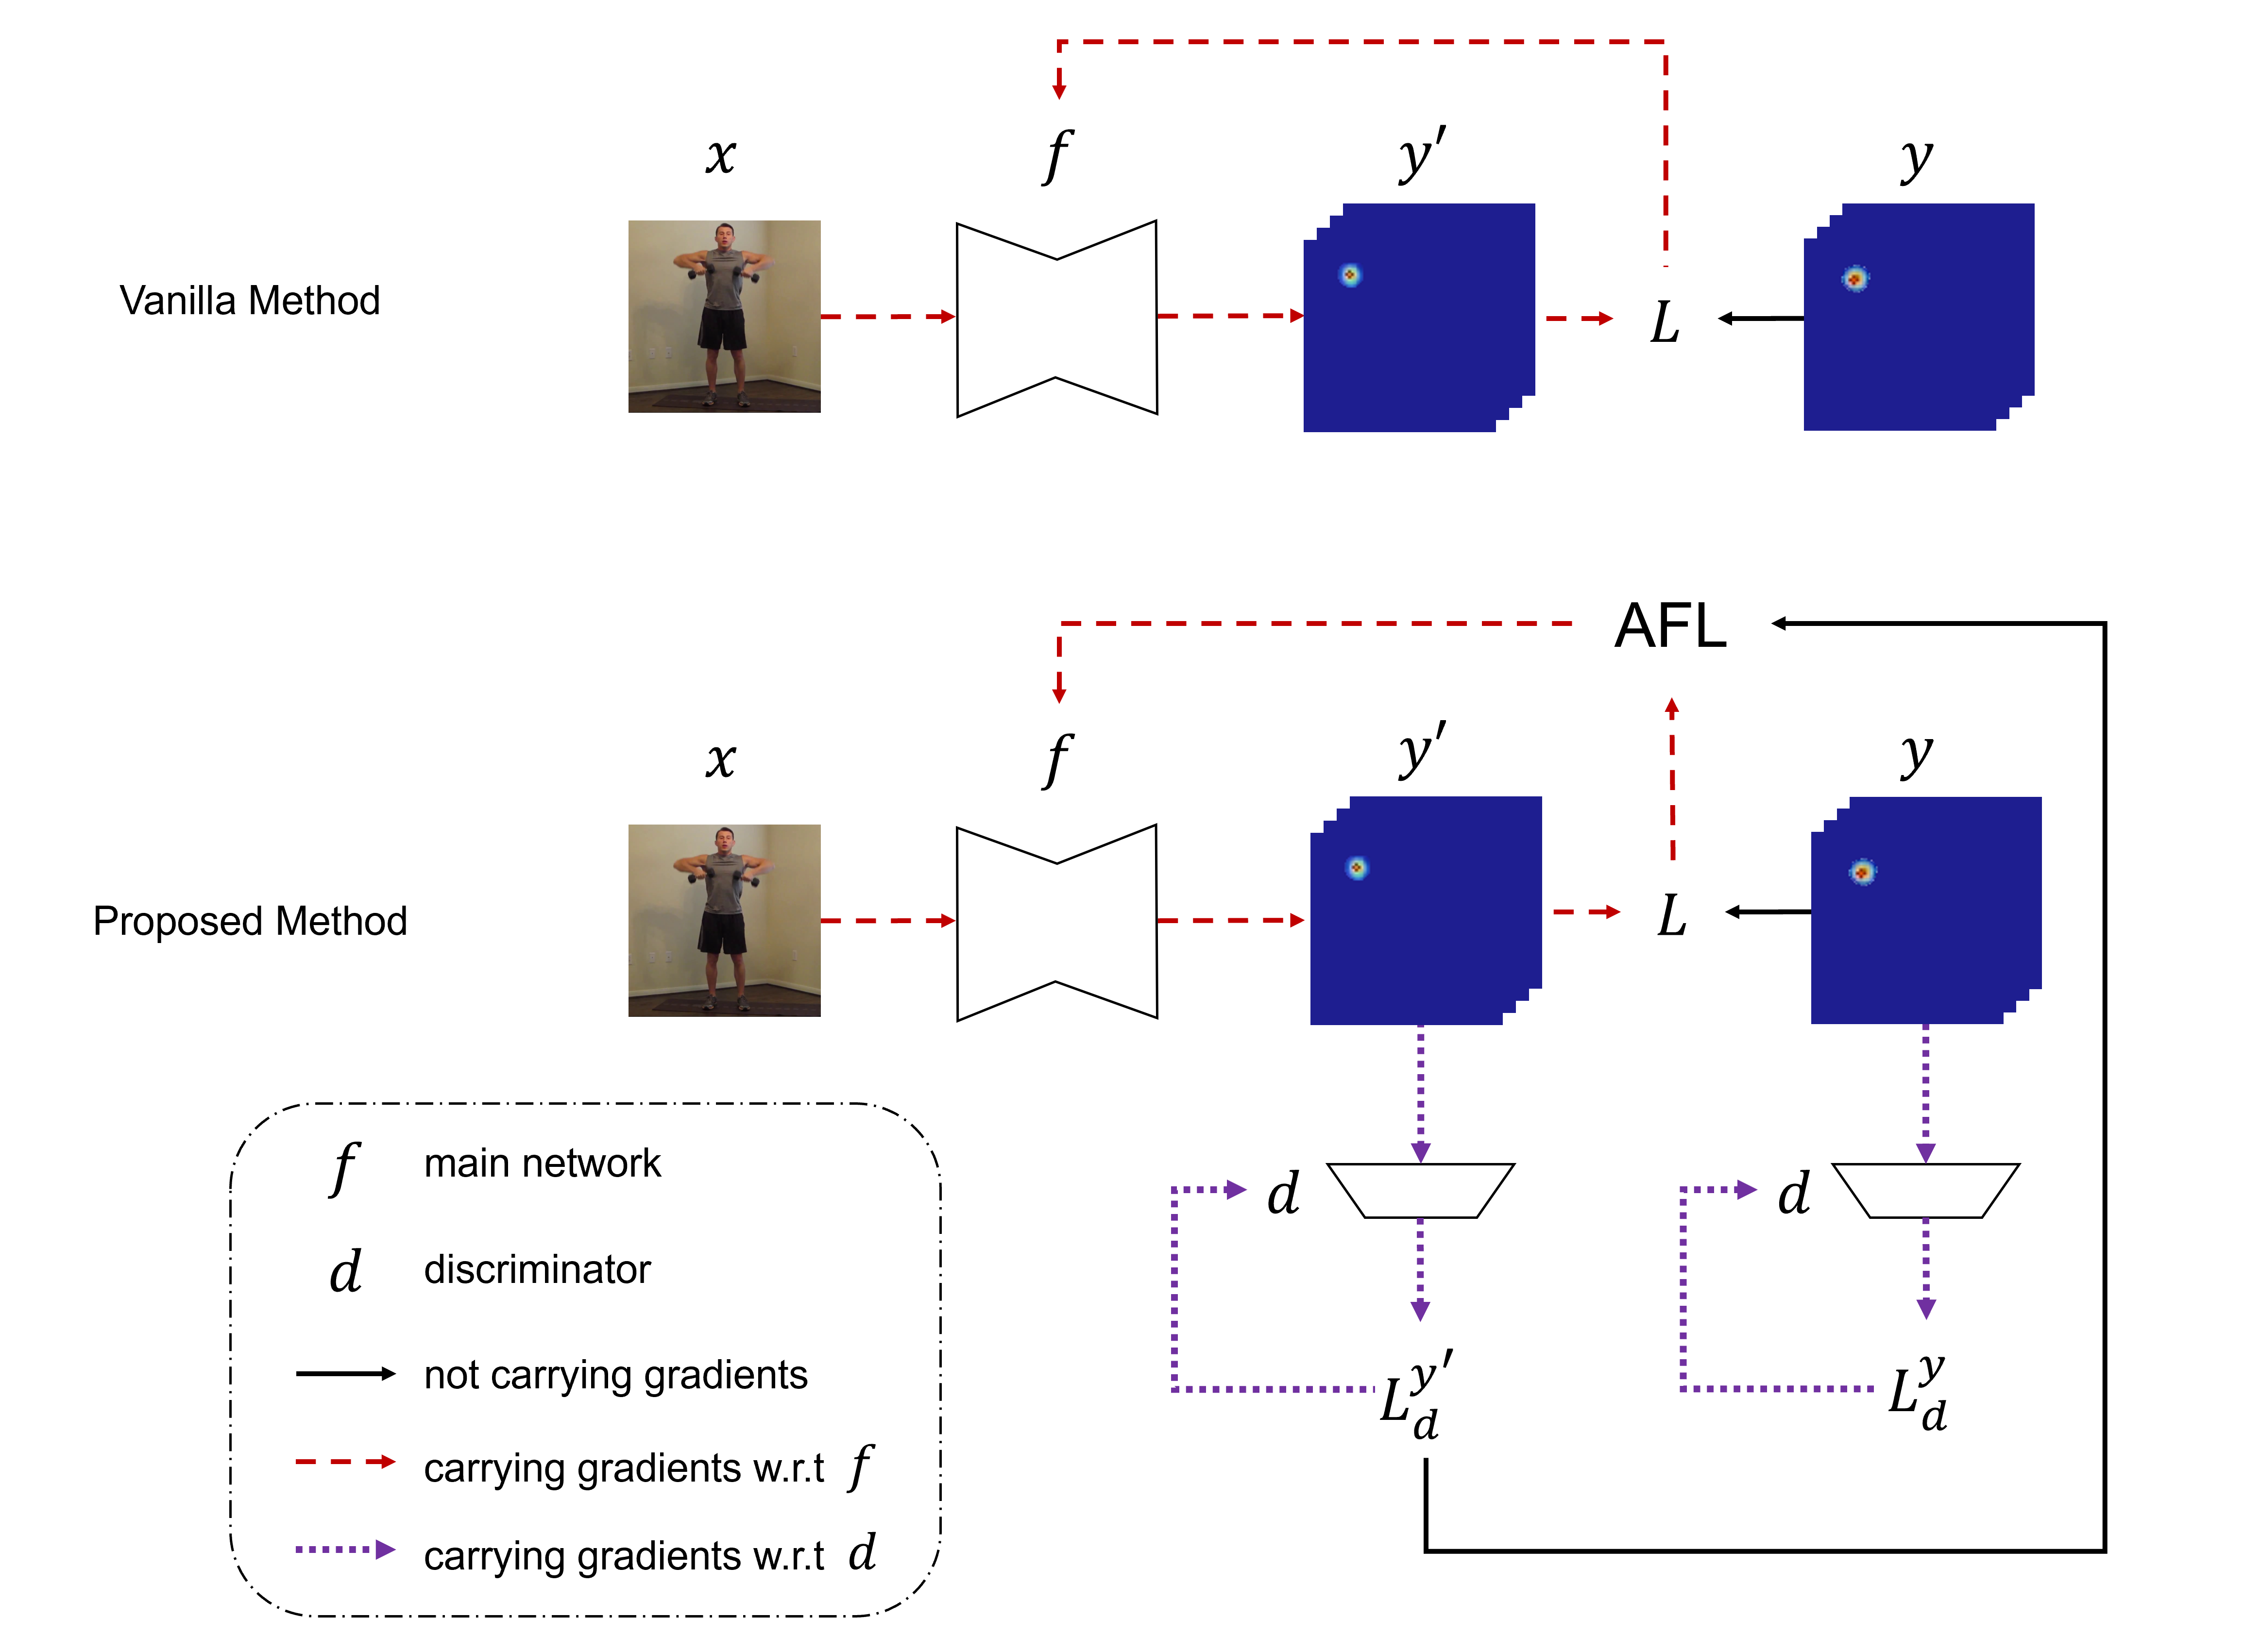 x f y′ y
Vanilla Method
L
AFL
x f y′ y
Proposed Method
L
f main network
d discriminator
not carrying gradients
carrying gradients w.r.t f
carrying gradients w.r.t d
d d
L_d^{y′} L_d^y